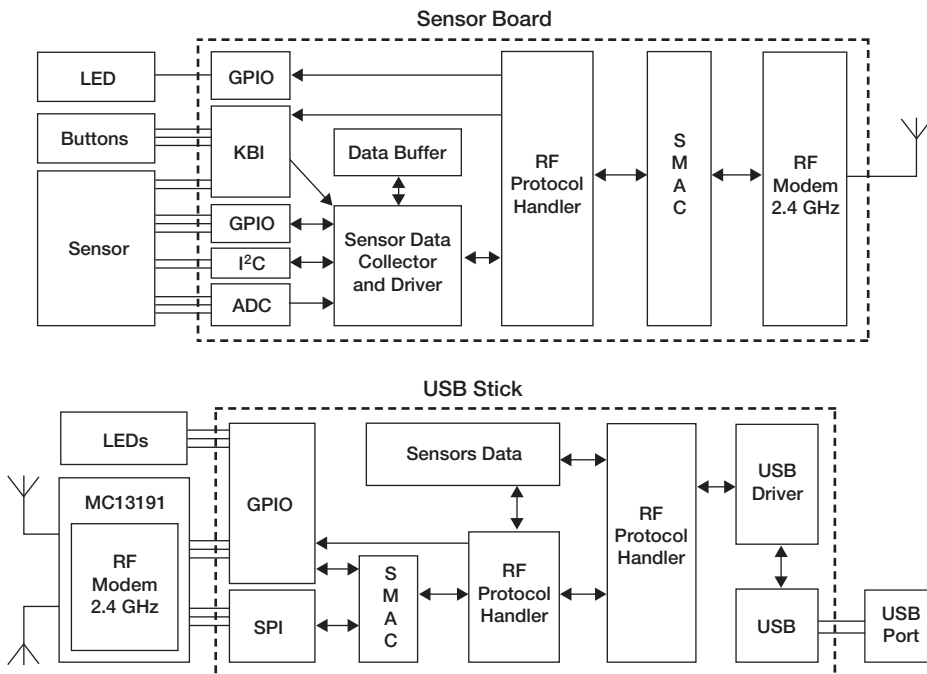 Sensor Board
LED
GPIO
Buttons
KBI
Data Buffer
Sensor
GPIO
I²C
ADC
Sensor Data
Collector
and Driver
RF
Protocol
Handler
S
M
A
C
RF
Modem
2.4 GHz
USB Stick
LEDs
MC13191
RF
Modem
2.4 GHz
GPIO
SPI
Sensors Data
S
M
A
C
RF
Protocol
Handler
RF
Protocol
Handler
USB
Driver
USB
USB
Port